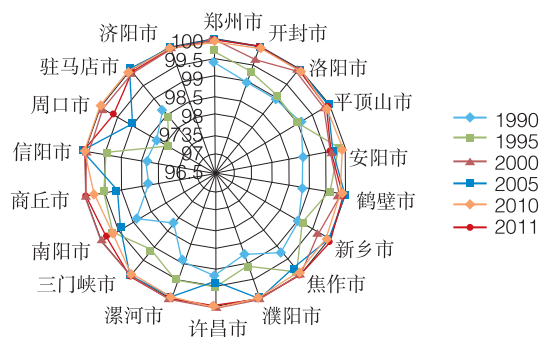 郑州市
开封市
洛阳市
平顶山市
安阳市
鹤壁市
新乡市
焦作市
濮阳市
许昌市
漯河市
三门峡市
南阳市
商丘市
信阳市
周口市
驻马店市
济阳市
100
99.5
99
98.5
98
97.5
97
96.5
1990
1995
2000
2005
2010
2011